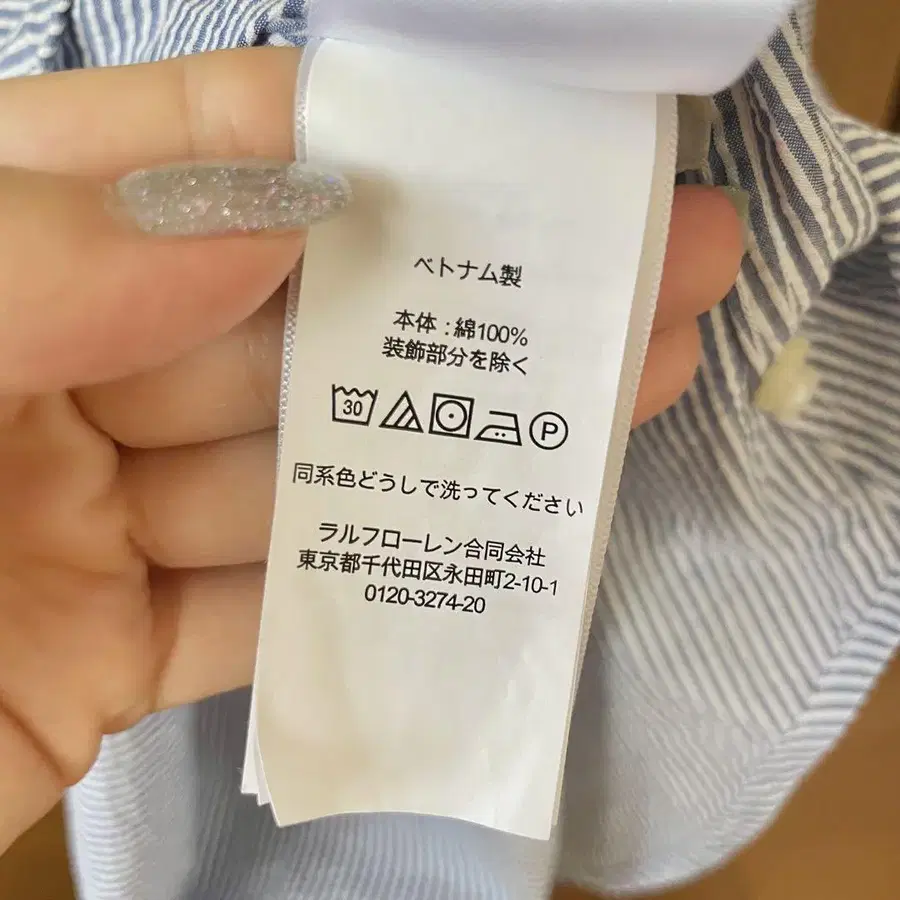 ベトナム製
本体：綿100%
装飾部分を除く
30 P
同系色どうしで洗ってください
ラルフローレン合同会社
東京都千代田区永田町2-10-1
0120-3274-20